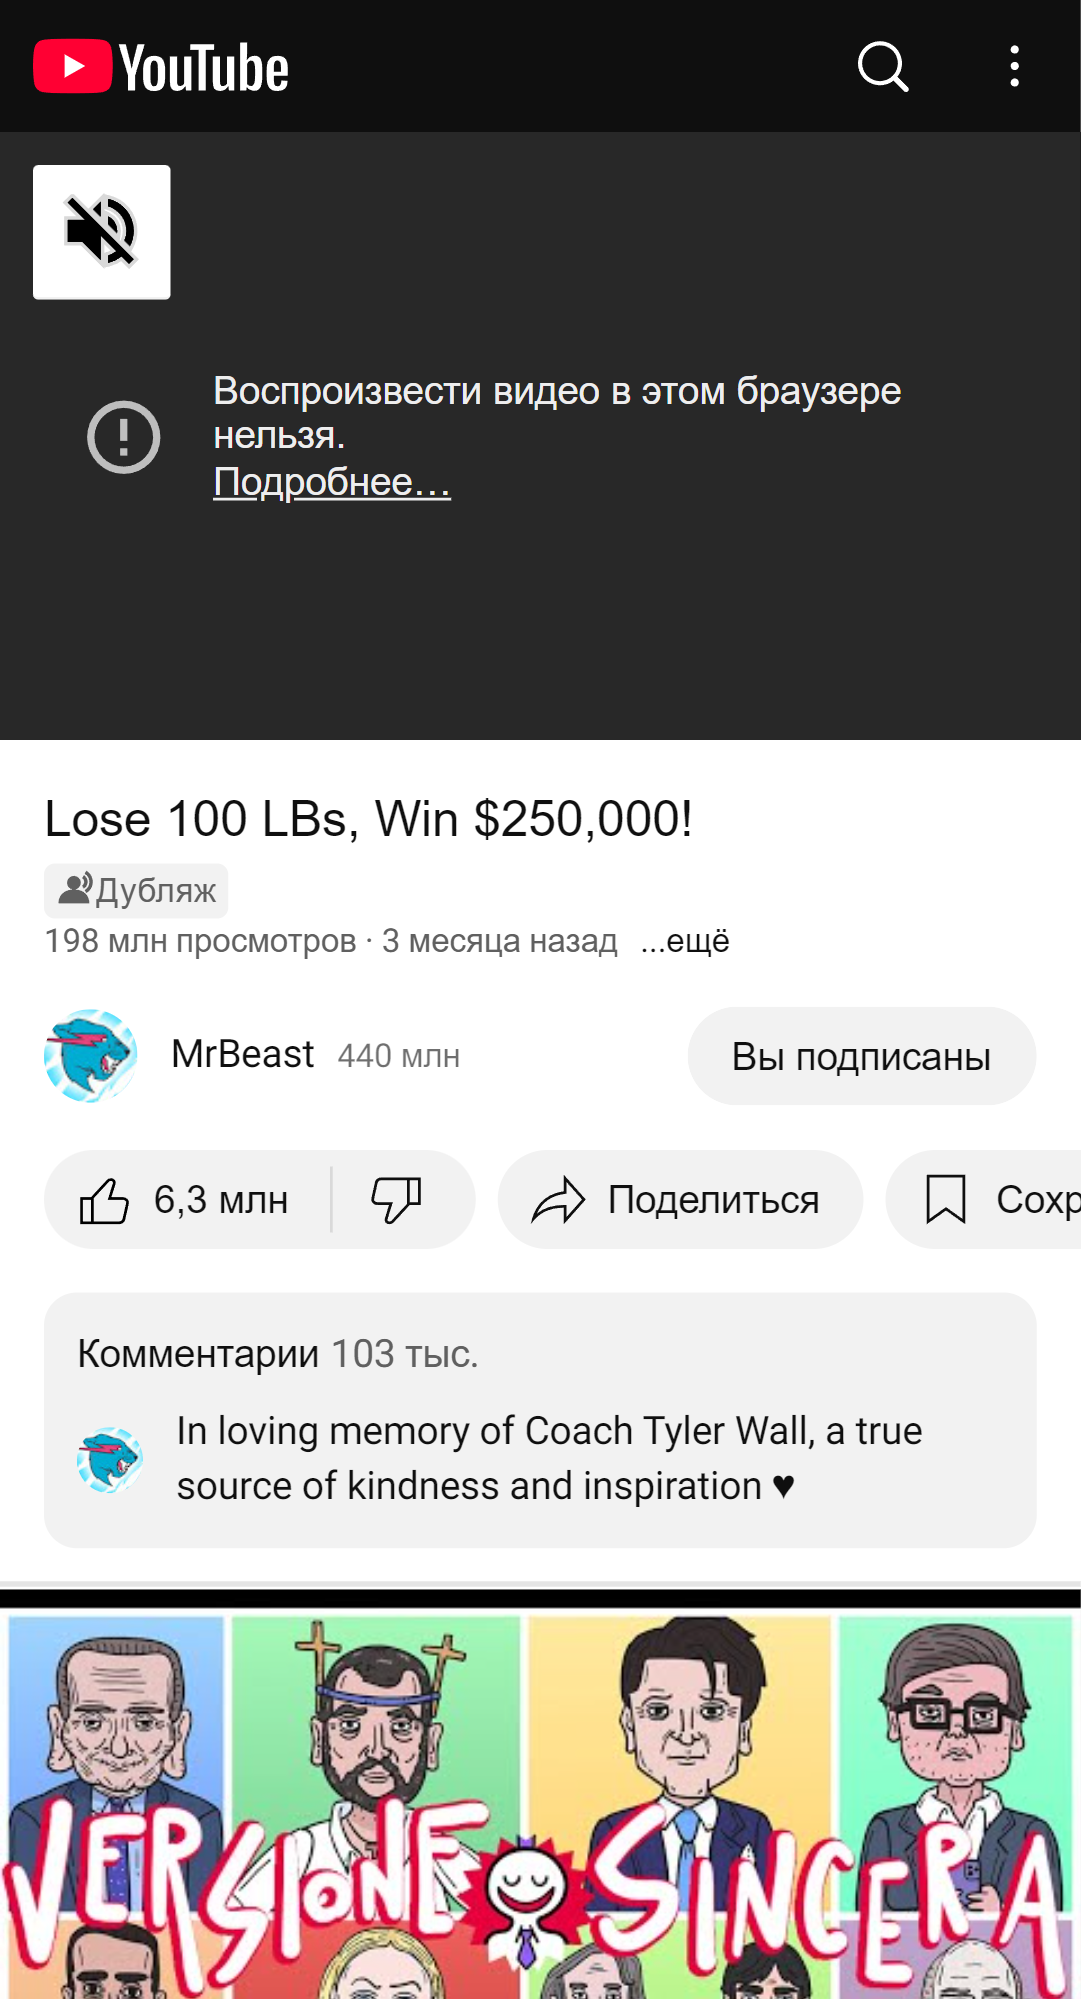 YouTube
Воспроизвести видео в этом браузере
нельзя.
Подробнее...
Lose 100 LBs, Win $250,000!
Дубляж
198 млн просмотров · 3 месяца назад ...ещё
MrBeast 440 млн
Вы подписаны
6,3 млн
Поделиться
Сохр
Комментарии 103 тыс.
In loving memory of Coach Tyler Wall, a true
source of kindness and inspiration ♥
VERSIONE SINCERA